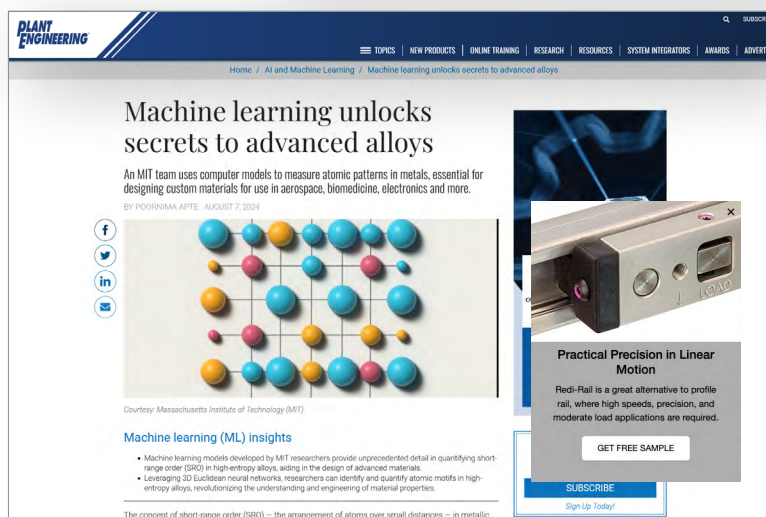 PLANT
ENGINEERING
TOPICS | NEW PRODUCTS | ONLINE TRAINING | RESEARCH | RESOURCES | SYSTEM INTEGRATORS | AWARDS |
Home / AI and Machine Learning / Machine learning unlocks secrets to advanced alloys
Machine learning unlocks
secrets to advanced alloys
An MIT team uses computer models to measure atomic patterns in metals, essential for
designing custom materials for use in aerospace, biomedicine, electronics and more.
BY POORNIMA APTE AUGUST 7, 2024
f
in
Courtesy: Massachusetts Institute of Technology (MIT)
Machine learning (ML) insights
• Machine learning models developed by MIT researchers provide unprecedented detail in quantifying short-
range order (SRO) in high-entropy alloys, aiding in the design of advanced materials.
• Leveraging 3D Euclidean neural networks, researchers can identify and quantify atomic motifs in high-
entropy alloys, revolutionizing the understanding and engineering of material properties.
The concept of short-range order (SRO) — the arrangement of atoms over small distances — in metallic
LOAD
Practical Precision in Linear
Motion
Redi-Rail is a great alternative to profile
rail, where high speeds, precision, and
moderate load applications are required.
GET FREE SAMPLE
SUBSCRIBE
Sign Up Today!